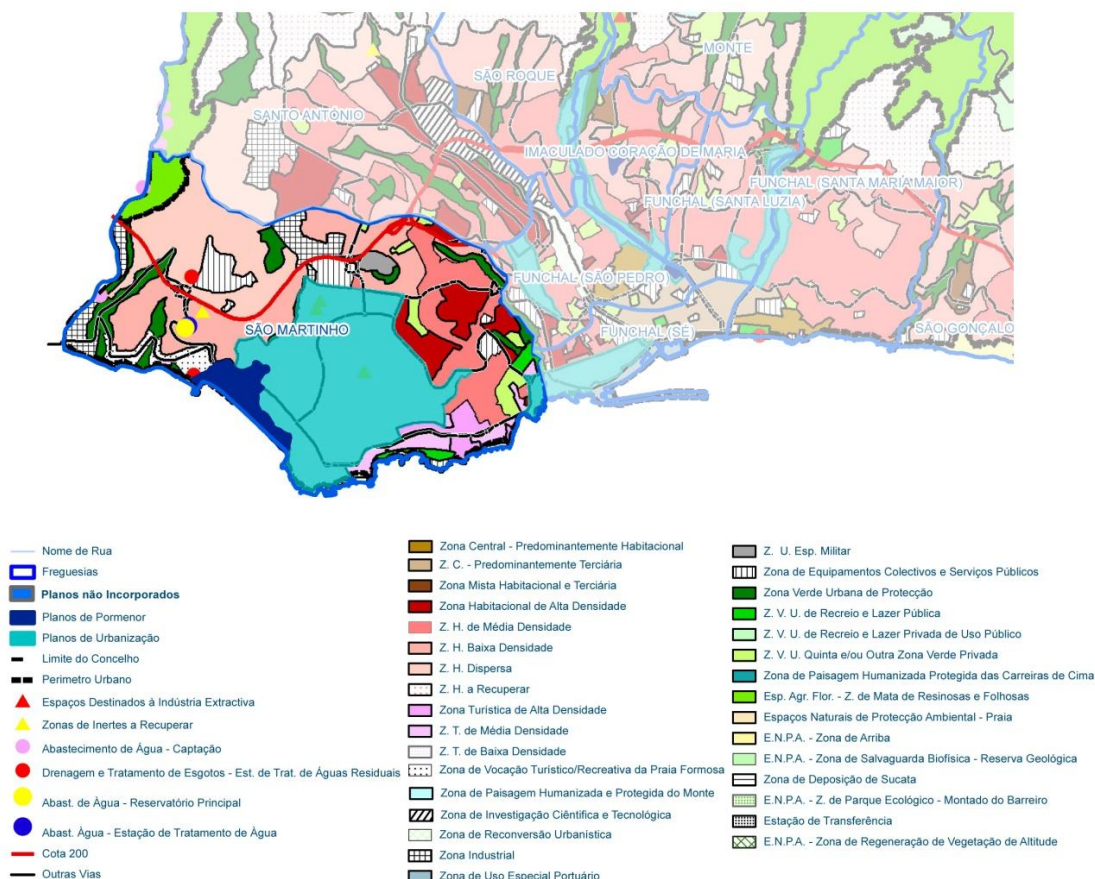 MONTE
SÃO ROQUE
SANTO ANTÓNIO
IMACULADO CORAÇÃO DE MARIA
FUNCHAL (SANTA MARIA MAIOR)
FUNCHAL (SANTA LUZIA)
FUNCHAL (SÃO PEDRO)
SÃO MARTINHO
FUNCHAL (SÉ)
SÃO GONÇALO
Nome de Rua
Freguesias
Planos não Incorporados
Planos de Pormenor
Planos de Urbanização
Limite do Concelho
Perimetro Urbano
Espaços Destinados à Indústria Extractiva
Zonas de Inertes a Recuperar
Abastecimento de Água - Captação
Drenagem e Tratamento de Esgotos - Est. de Trat. de Águas Residuais
Abast. de Àgua - Reservatório Principal
Abast. Àgua - Estação de Tratamento de Àgua
Cota 200
Outras Vias
Zona Central - Predominantemente Habitacional
Z. C. - Predominantemente Terciária
Zona Mista Habitacional e Terciária
Zona Habitacional de Alta Densidade
Z. H. de Média Densidade
Z. H. Baixa Densidade
Z. H. Dispersa
Z. H. a Recuperar
Zona Turística de Alta Densidade
Z. T. de Média Densidade
Z. T. de Baixa Densidade
Zona de Vocação Turístico/Recreativa da Praia Formosa
Zona de Paisagem Humanizada e Protegida do Monte
Zona de Investigação Ciêntifica e Tecnológica
Zona de Reconversão Urbanística
Zona Industrial
Zona de Uso Especial Portuário
Z. U. Esp. Militar
Zona de Equipamentos Colectivos e Serviços Públicos
Zona Verde Urbana de Protecção
Z. V. U. de Recreio e Lazer Pública
Z. V. U. de Recreio e Lazer Privada de Uso Público
Z. V. U. Quinta e/ou Outra Zona Verde Privada
Zona de Paisagem Humanizada Protegida das Carreiras de Cima
Esp. Agr. Flor. - Z. de Mata de Resinosas e Folhosas
Espaços Naturais de Protecção Ambiental - Praia
E.N.P.A. - Zona de Arriba
E.N.P.A. - Zona de Salvaguarda Biofísica - Reserva Geológica
Zona de Deposição de Sucata
E.N.P.A. - Z. de Parque Ecológico - Montado do Barreiro
Estação de Transferência
E.N.P.A. - Zona de Regeneração de Vegetação de Altitude